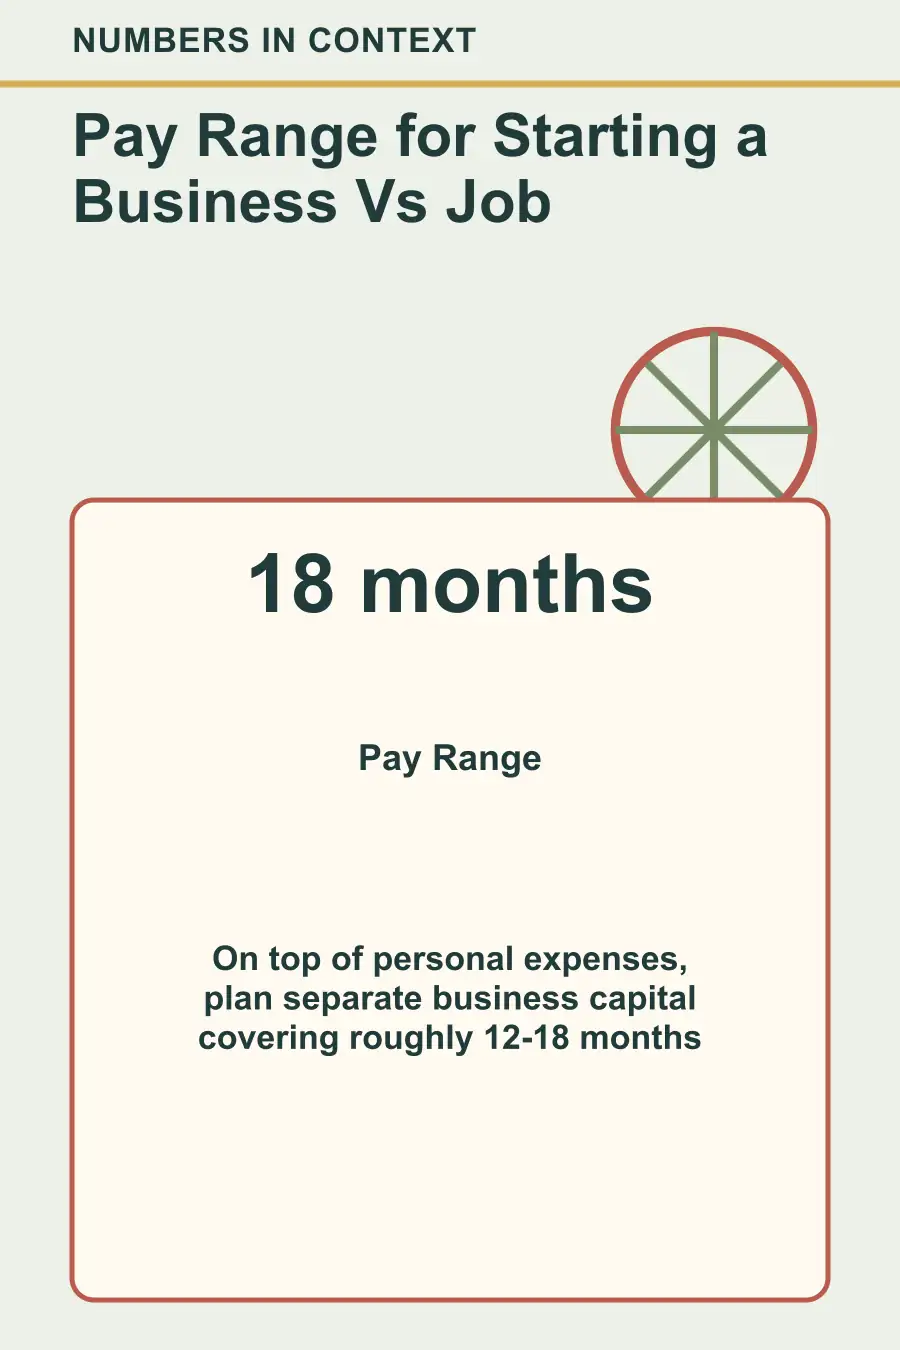 NUMBERS IN CONTEXT
Pay Range for Starting a
Business Vs Job
18 months
Pay Range
On top of personal expenses,
plan separate business capital
covering roughly 12-18 months